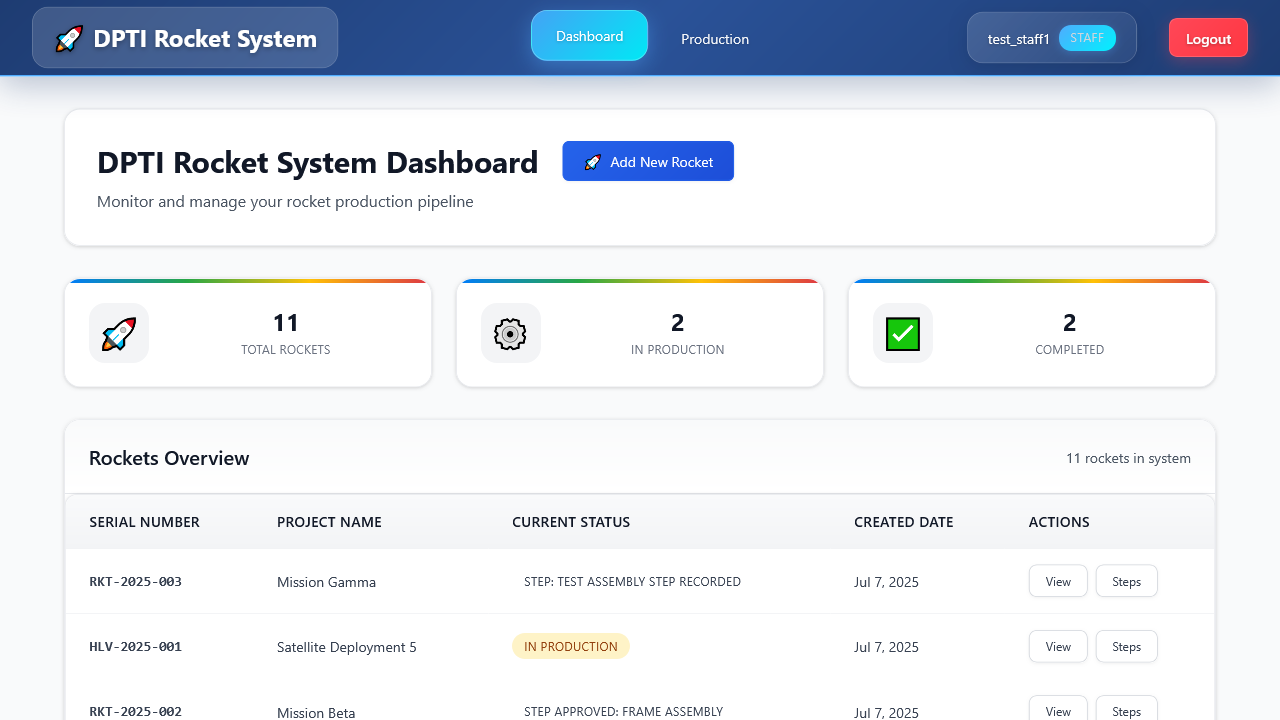 DPTI Rocket System
Dashboard
Production
test_staff1 STAFF
Logout
DPTI Rocket System Dashboard
Add New Rocket
Monitor and manage your rocket production pipeline
11
TOTAL ROCKETS
2
IN PRODUCTION
2
COMPLETED
Rockets Overview
11 rockets in system
SERIAL NUMBER PROJECT NAME CURRENT STATUS CREATED DATE ACTIONS
RKT-2025-003 Mission Gamma STEP: TEST ASSEMBLY STEP RECORDED Jul 7, 2025 View Steps
HLV-2025-001 Satellite Deployment 5 IN PRODUCTION Jul 7, 2025 View Steps
RKT-2025-002 Mission Beta STEP APPROVED: FRAME ASSEMBLY Jul 7, 2025 View Steps